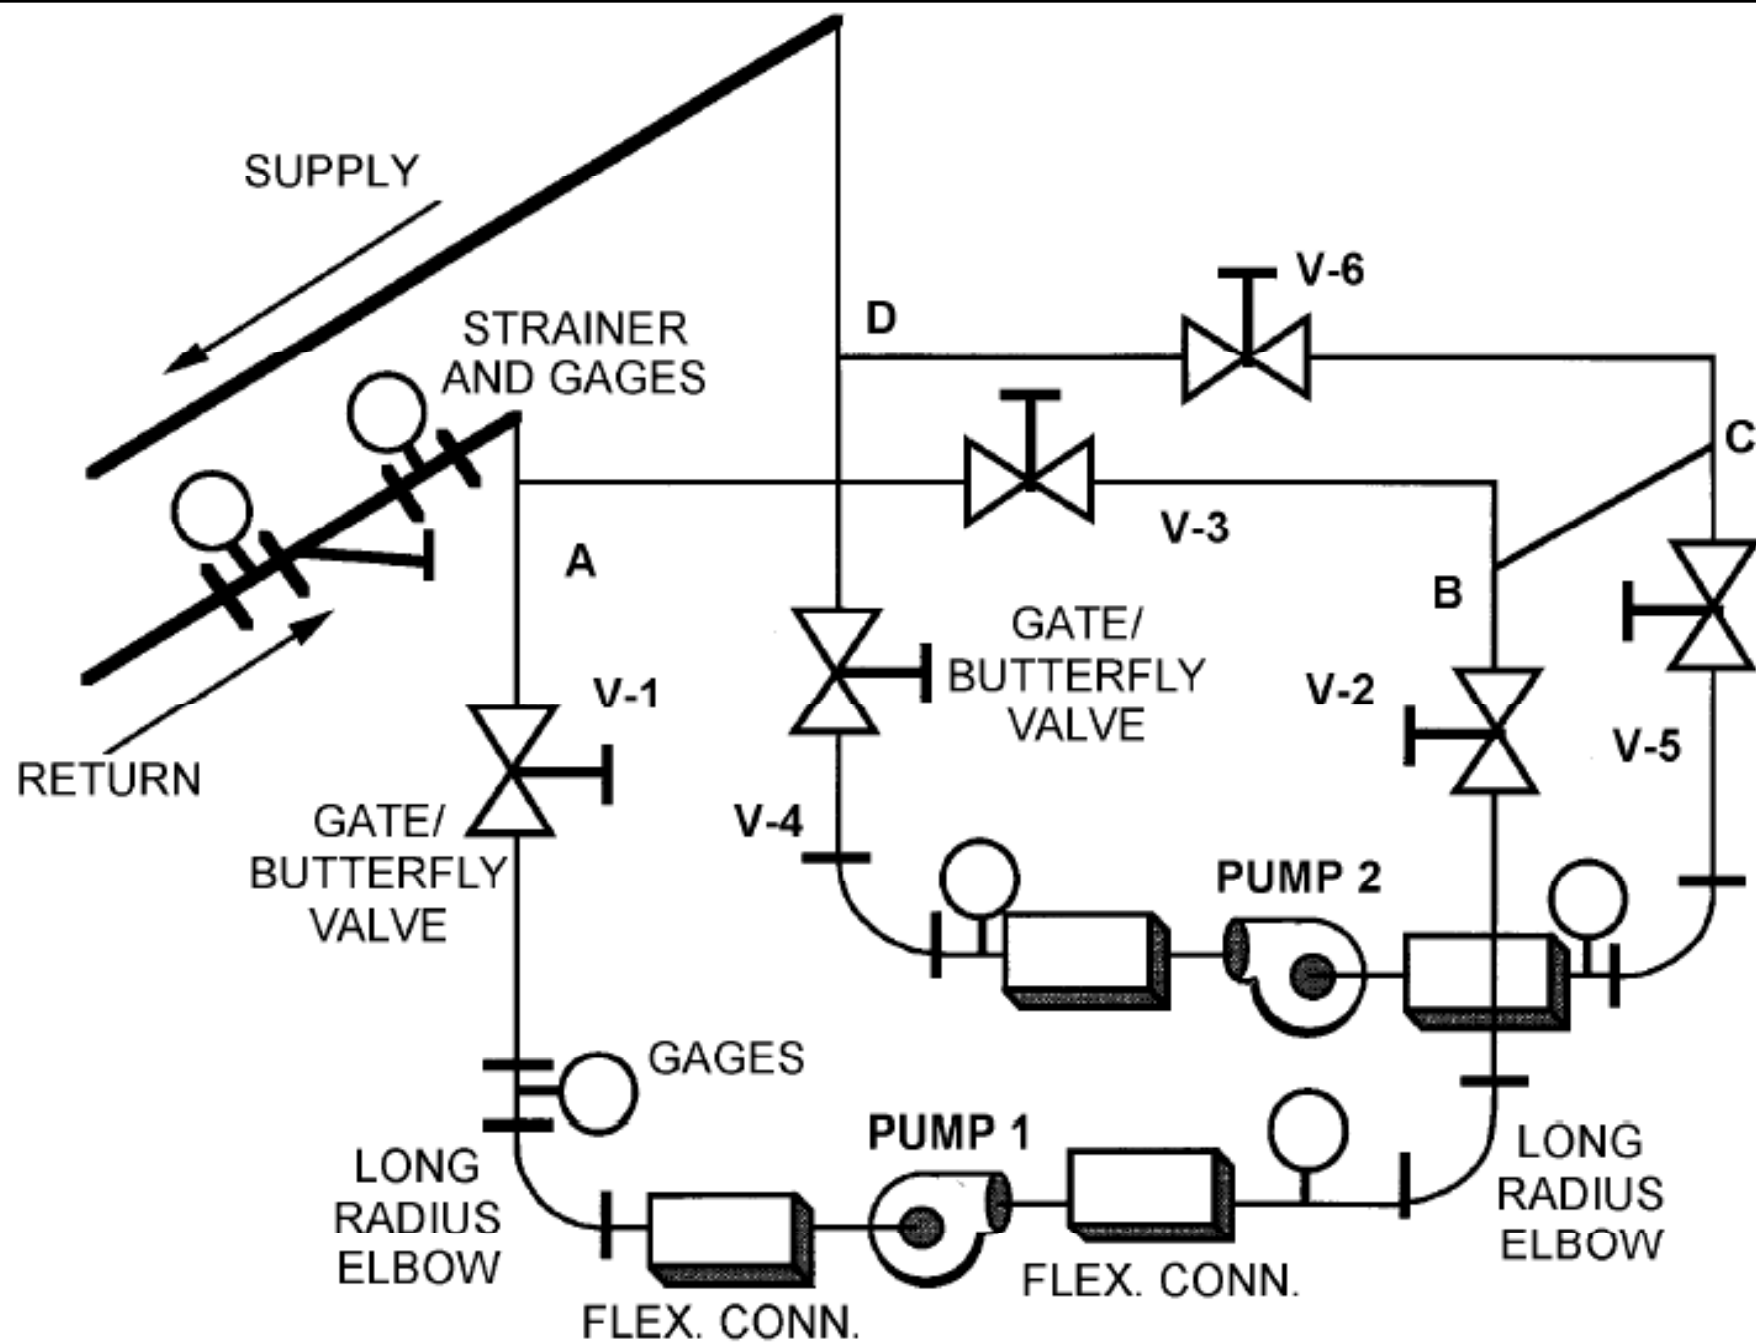 SUPPLY
V-6
D
STRAINER
AND GAGES
C
V-3
A
B
GATE/
BUTTERFLY
VALVE
V-1
V-2
V-5
RETURN
GATE/
BUTTERFLY
VALVE
V-4
PUMP 2
GAGES
PUMP 1
LONG
RADIUS
ELBOW
LONG
RADIUS
ELBOW
FLEX. CONN.
FLEX. CONN.